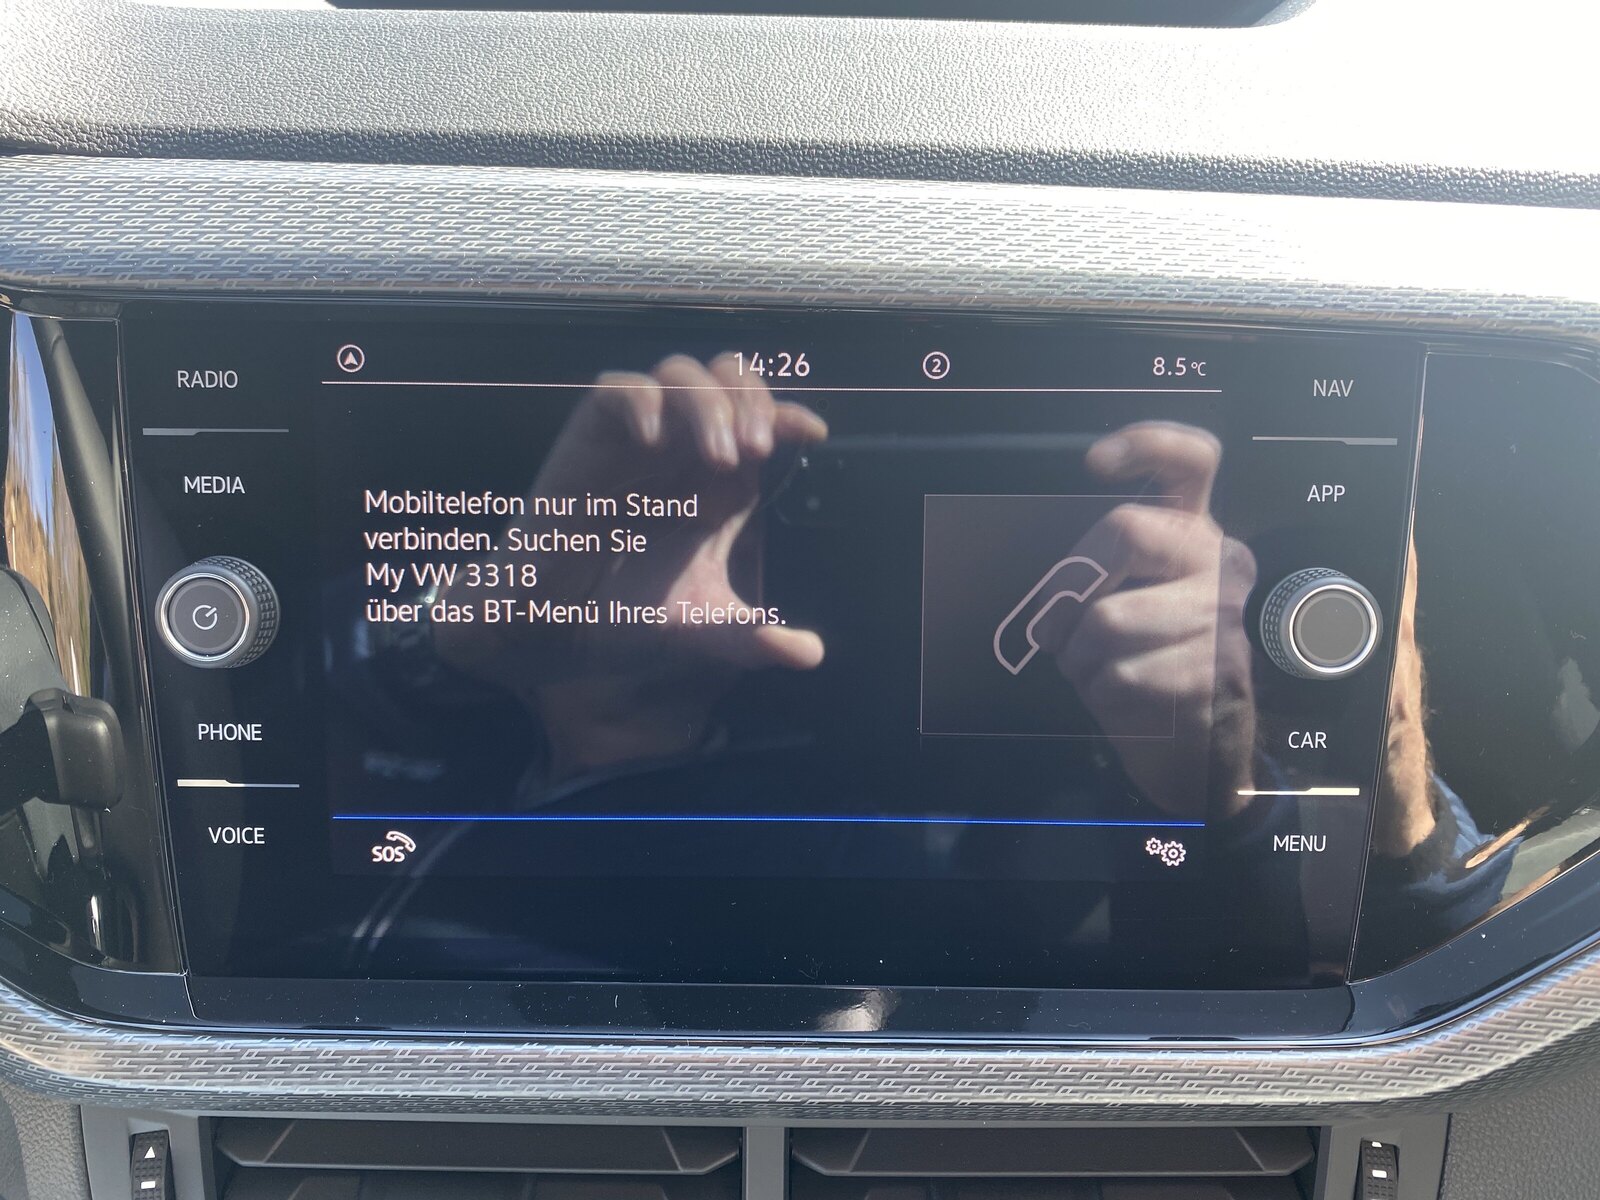 RADIO
MEDIA
PHONE
VOICE
14:26
2
8.5 °C
Mobiltelefon nur im Stand
verbinden. Suchen Sie
My VW 3318
über das BT-Menü Ihres Telefons.
SOS
NAV
APP
CAR
MENU